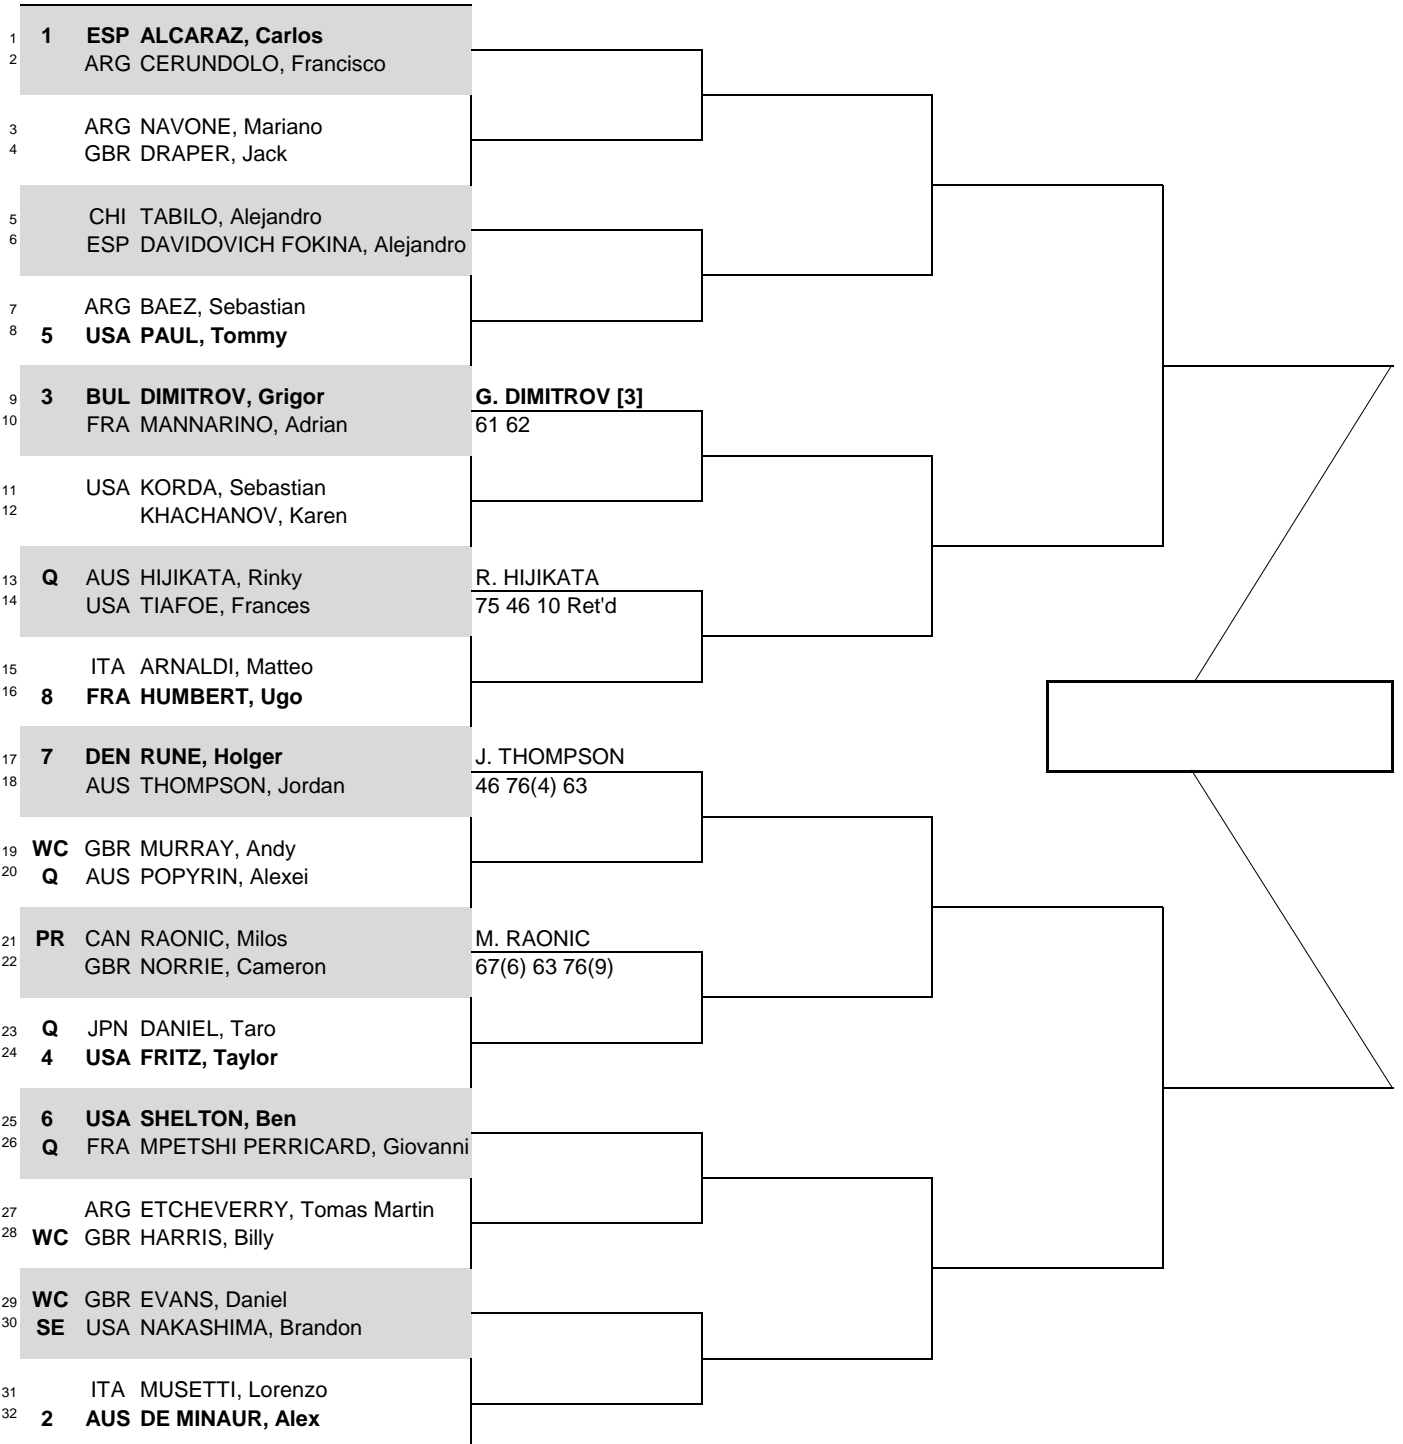 1 1 ESP ALCARAZ, Carlos
2 ARG CERUNDOLO, Francisco
3 ARG NAVONE, Mariano
4 GBR DRAPER, Jack
5 CHI TABILO, Alejandro
6 ESP DAVIDOVICH FOKINA, Alejandro
7 ARG BAEZ, Sebastian
8 5 USA PAUL, Tommy
9 3 BUL DIMITROV, Grigor G. DIMITROV [3]
10 FRA MANNARINO, Adrian 61 62
11 USA KORDA, Sebastian
12 KHACHANOV, Karen
13 Q AUS HIJIKATA, Rinky R. HIJIKATA
14 USA TIAFOE, Frances 75 46 10 Ret'd
15 ITA ARNALDI, Matteo
16 8 FRA HUMBERT, Ugo
17 7 DEN RUNE, Holger J. THOMPSON
18 AUS THOMPSON, Jordan 46 76(4) 63
19 WC GBR MURRAY, Andy
20 Q AUS POPYRIN, Alexei
21 PR CAN RAONIC, Milos M. RAONIC
22 GBR NORRIE, Cameron 67(6) 63 76(9)
23 Q JPN DANIEL, Taro
24 4 USA FRITZ, Taylor
25 6 USA SHELTON, Ben
26 Q FRA MPETSHI PERRICARD, Giovanni
27 ARG ETCHEVERRY, Tomas Martin
28 WC GBR HARRIS, Billy
29 WC GBR EVANS, Daniel
30 SE USA NAKASHIMA, Brandon
31 ITA MUSETTI, Lorenzo
32 2 AUS DE MINAUR, Alex